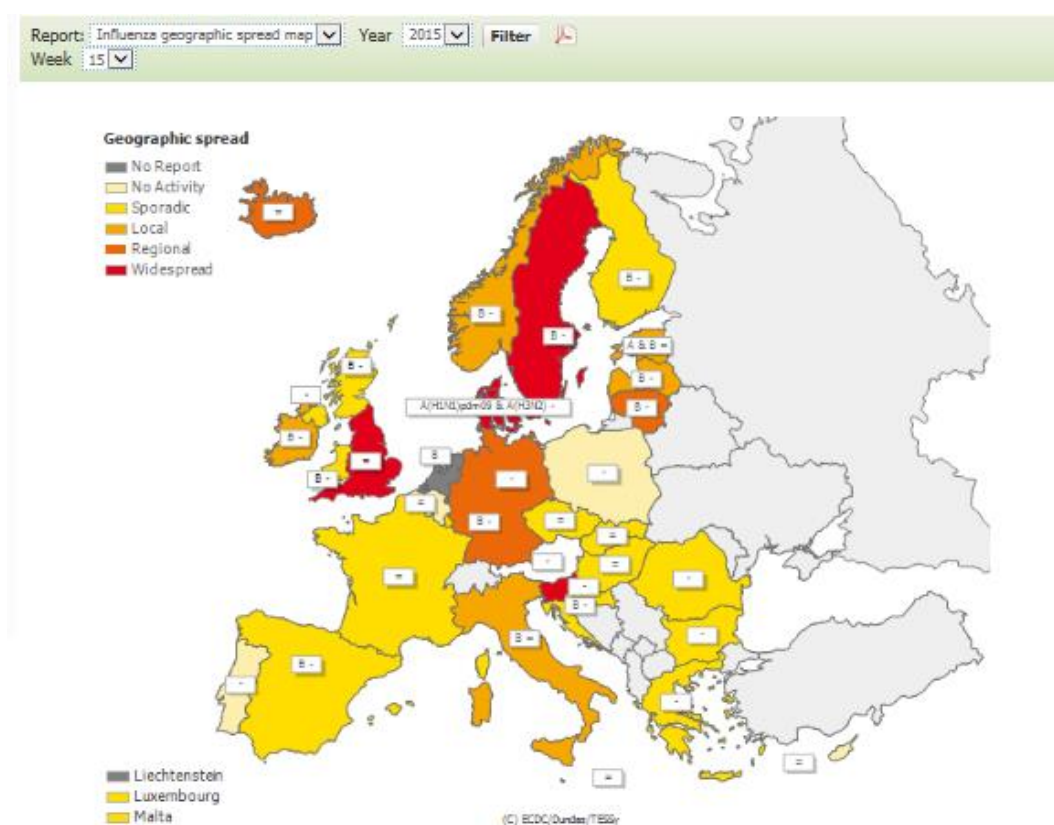 Report: Influenza geographic spread map Year 2015 Filter
Week 15
Geographic spread
No Report
No Activity
Sporadic
Local
Regional
Widespread
=
B -
B -
B -
A & B =
B -
B -
B -
-
A(H1N1)pdm09 & A(H3N2) -
B -
=
B -
B
=
-
-
B -
=
=
=
-
=
-
B -
-
B =
-
B -
-
-
=
=
Liechtenstein
Luxembourg
Malta
(C) ECDC/Dundas/TESSy